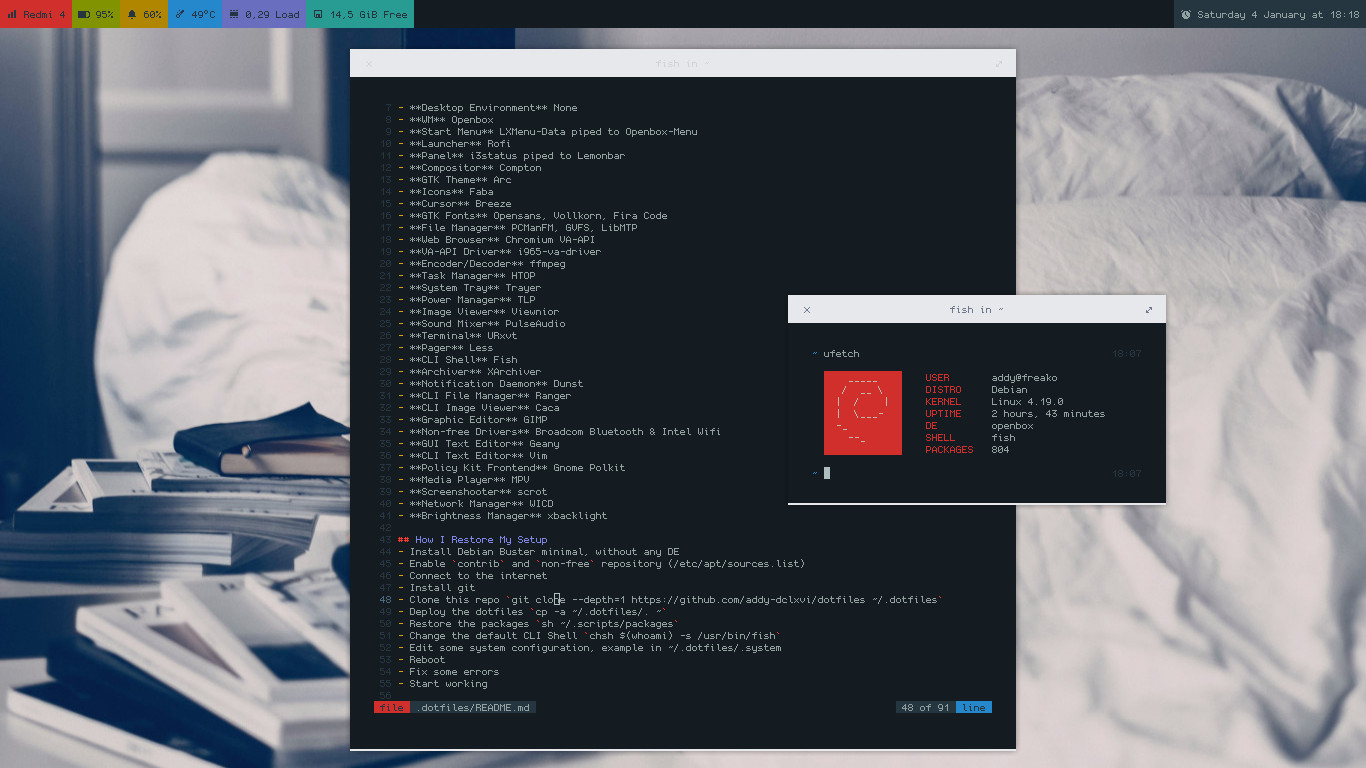 Redmi 4 95% 60% 49°C 0,29 Load 14,5 GiB Free Saturday 4 January at 18:18
fish in ~
7 - **Desktop Environment** None
8 - **WM** Openbox
9 - **Start Menu** LXMenu-Data piped to Openbox-Menu
10 - **Launcher** Rofi
11 - **Panel** i3status piped to Lemonbar
12 - **Compositor** Compton
13 - **GTK Theme** Arc
14 - **Icons** Faba
15 - **Cursor** Breeze
16 - **GTK Fonts** Opensans, Vollkorn, Fira Code
17 - **File Manager** PCManFM, GVFS, LibMTP
18 - **Web Browser** Chromium VA-API
19 - **VA-API Driver** i965-va-driver
20 - **Encoder/Decoder** ffmpeg
21 - **Task Manager** HTOP
22 - **System Tray** Trayer
23 - **Power Manager** TLP
24 - **Image Viewer** Viewnior
25 - **Sound Mixer** PulseAudio
26 - **Terminal** URxvt
27 - **Pager** Less
28 - **CLI Shell** Fish
29 - **Archiver** XArchiver
30 - **Notification Daemon** Dunst
31 - **CLI File Manager** Ranger
32 - **CLI Image Viewer** Caca
33 - **Graphic Editor** GIMP
34 - **Non-free Drivers** Broadcom Bluetooth & Intel Wifi
35 - **GUI Text Editor** Geany
36 - **CLI Text Editor** Vim
37 - **Policy Kit Frontend** Gnome Polkit
38 - **Media Player** MPV
39 - **Screenshooter** scrot
40 - **Network Manager** WICD
41 - **Brightness Manager** xbacklight
42
43 ## How I Restore My Setup
44 - Install Debian Buster minimal, without any DE
45 - Enable `contrib` and `non-free` repository (/etc/apt/sources.list)
46 - Connect to the internet
47 - Install git
48 - Clone this repo `git clone --depth=1 https://github.com/addy-dclxvi/dotfiles ~/.dotfiles`
49 - Deploy the dotfiles `cp -a ~/.dotfiles/. ~`
50 - Restore the packages `sh ~/.scripts/packages`
51 - Change the default CLI Shell `chsh $(whoami) -s /usr/bin/fish`
52 - Edit some system configuration, example in ~/.dotfiles/.system
53 - Reboot
54 - Fix some errors
55 - Start working
56
file .dotfiles/README.md 48 of 91 line
fish in ~
~ ufetch 18:07
USER addy@freako
DISTRO Debian
KERNEL Linux 4.19.0
UPTIME 2 hours, 43 minutes
DE openbox
SHELL fish
PACKAGES 804
~ 18:07